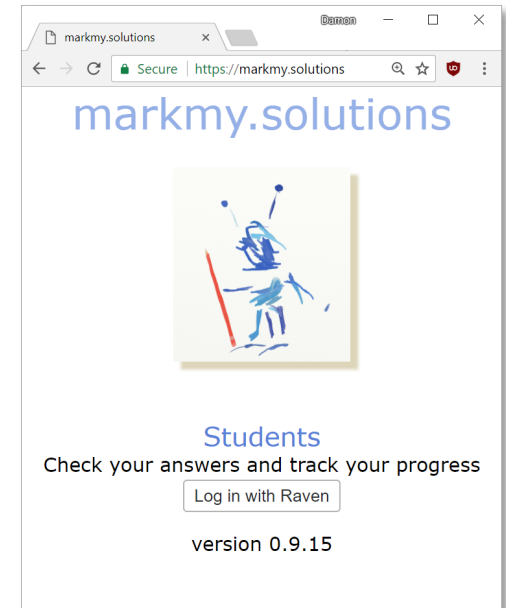 Damon
markmy.solutions
Secure https://markmy.solutions
markmy.solutions
Students
Check your answers and track your progress
Log in with Raven
version 0.9.15